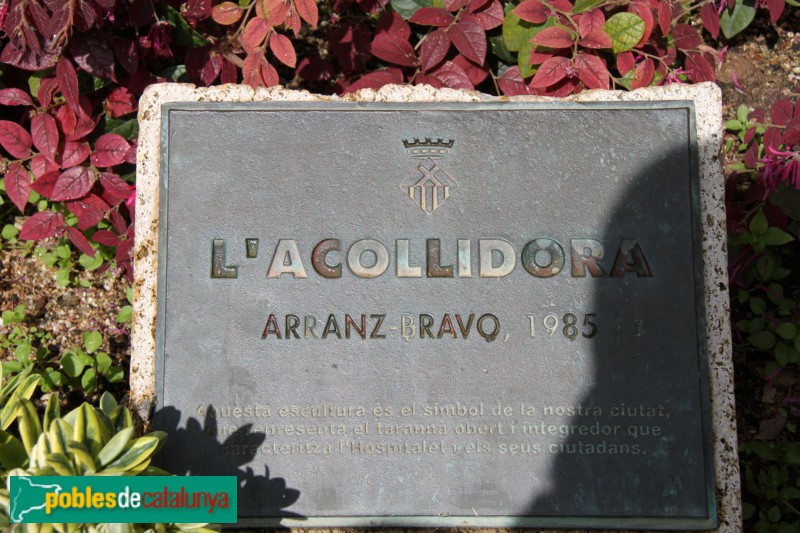 L'ACOLLIDORA
ARRANZ-BRAVO, 1985
Aquesta escultura és el símbol de la nostra ciutat,
que representa el tarannà obert i integrador que
caracteritza l'Hospitalet i els seus ciutadans.
poblesdecatalunya